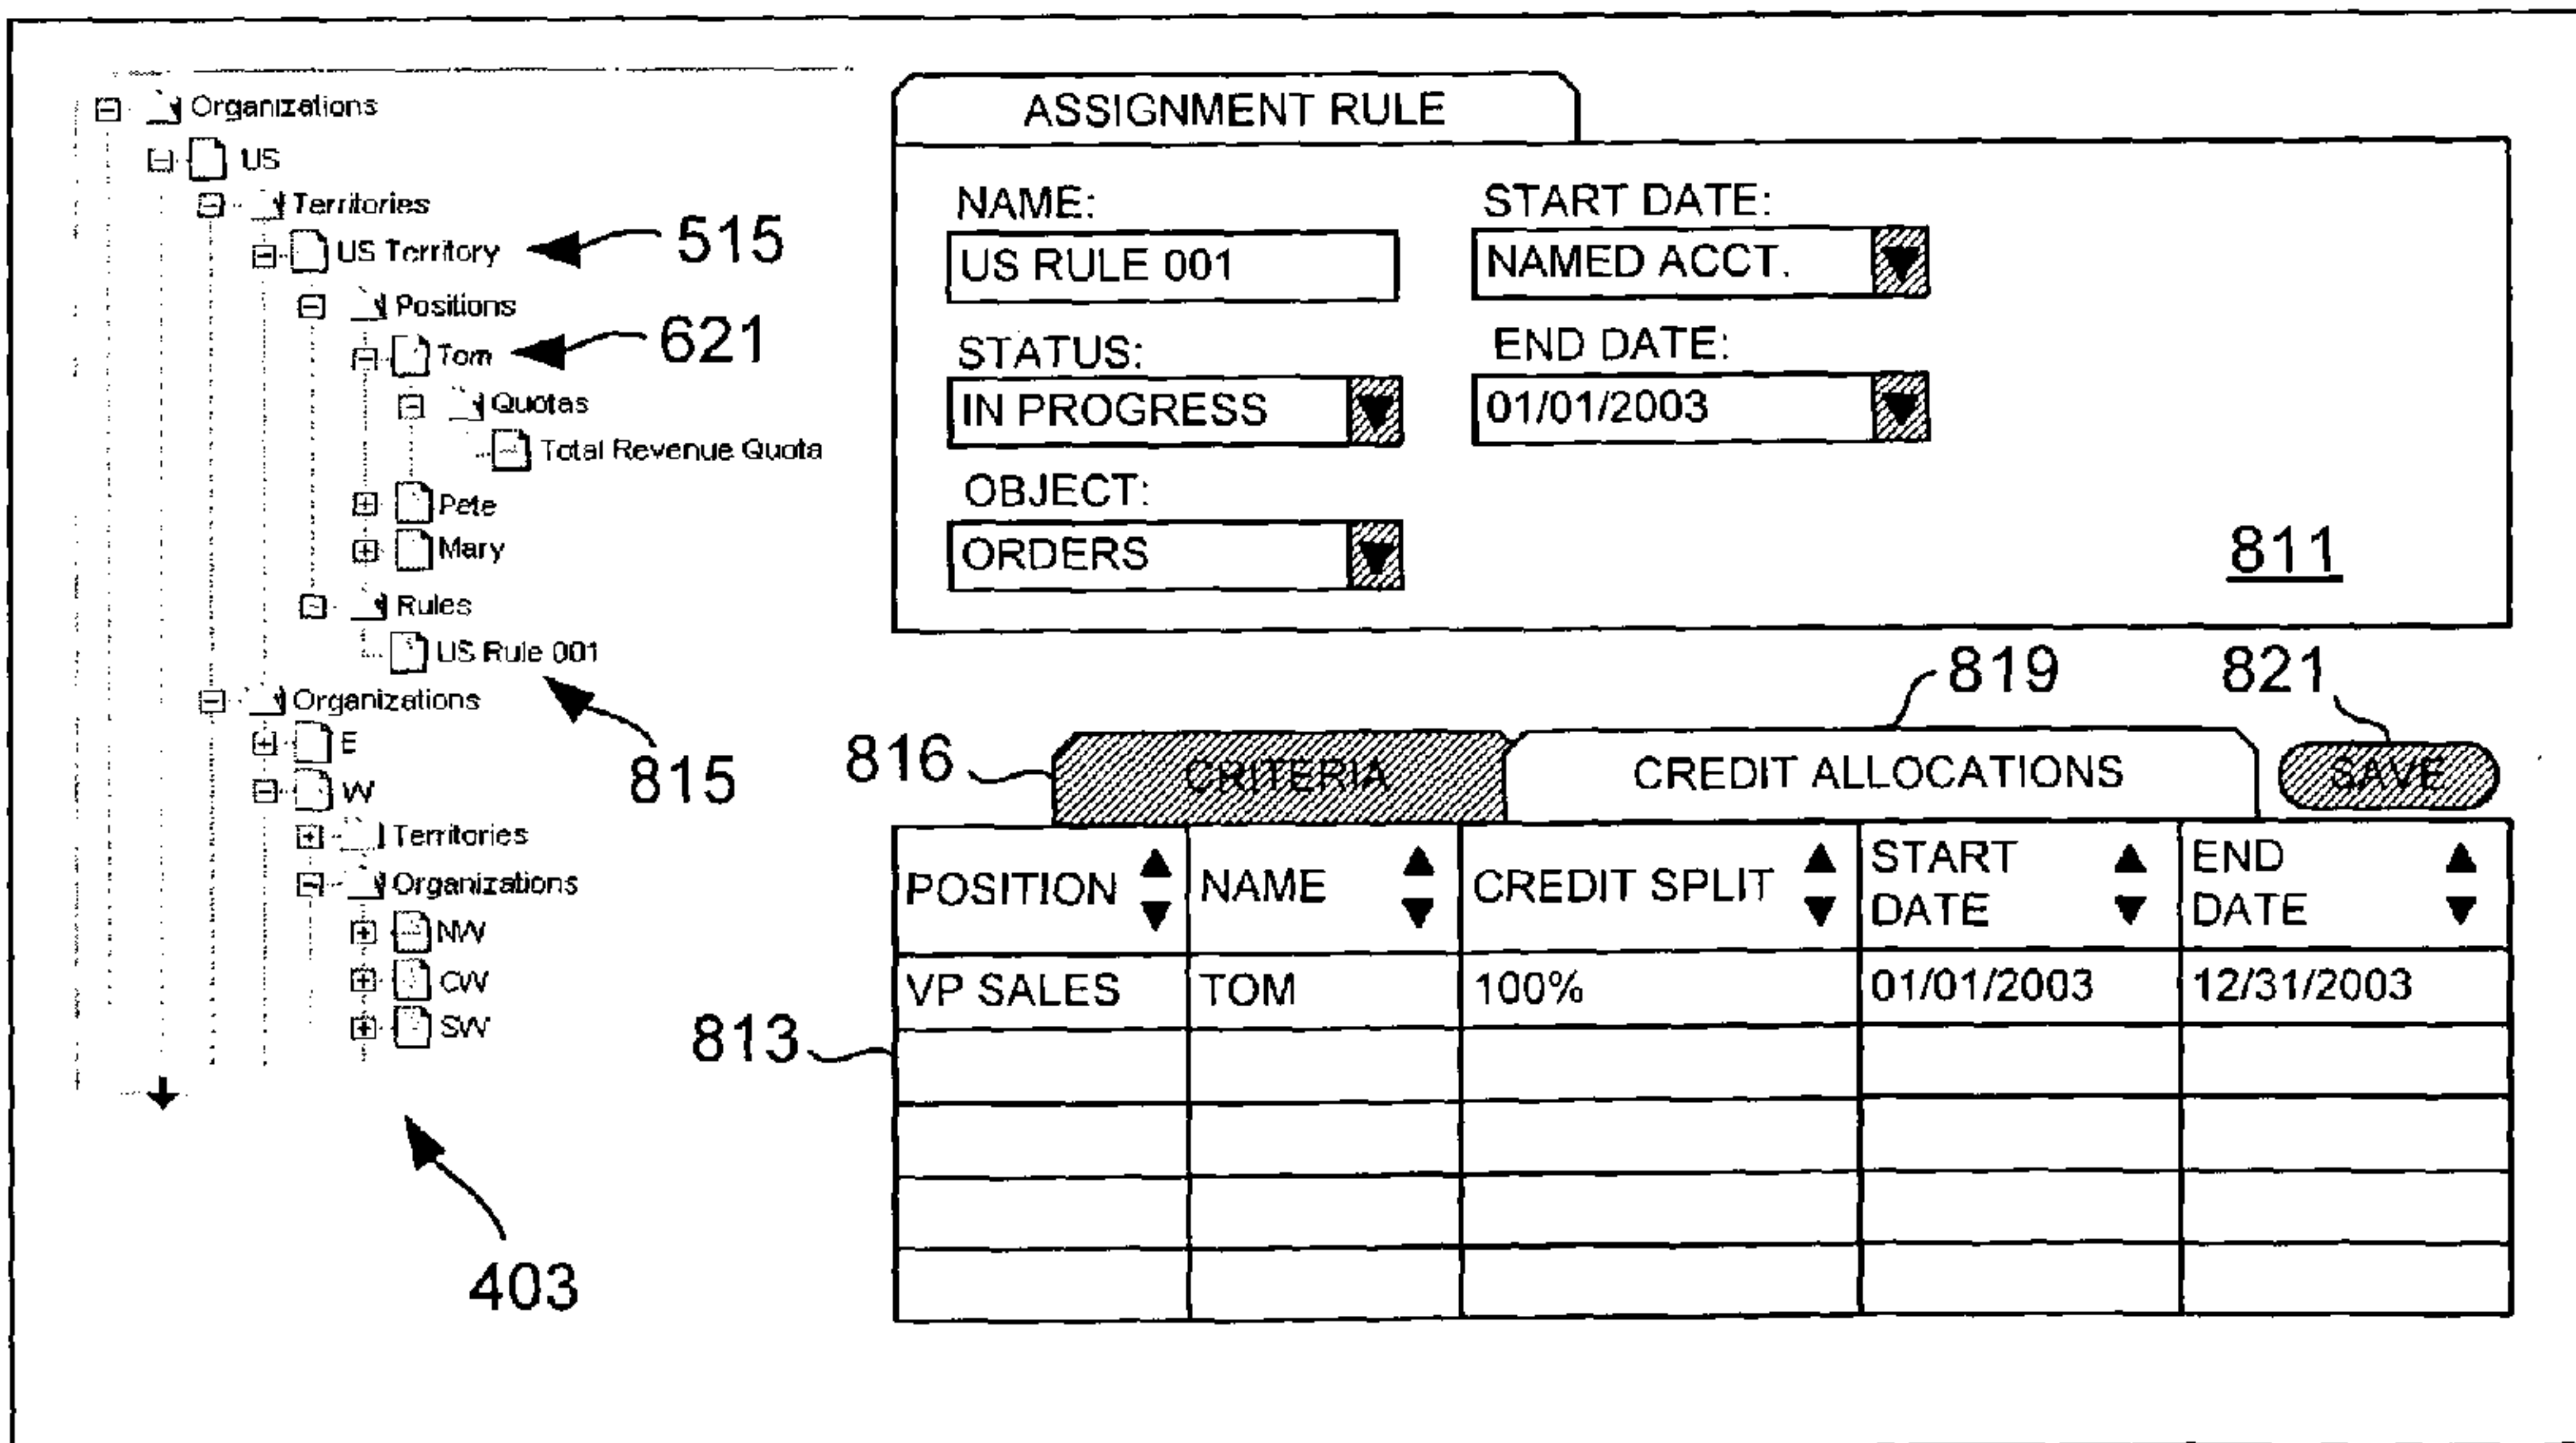 Organizations
US
Territories
US Territory
515
Positions
Tom
621
Quotas
Total Revenue Quota
Pete
Mary
Rules
US Rule 001
815
Organizations
E
W
Territories
Organizations
NW
CW
SW
403
ASSIGNMENT RULE
NAME:
START DATE:
US RULE 001
NAMED ACCT.
STATUS:
END DATE:
IN PROGRESS
01/01/2003
OBJECT:
ORDERS
811
819
821
816
CRITERIA
CREDIT ALLOCATIONS
SAVE
POSITION
NAME
CREDIT SPLIT
START
DATE
END
DATE
VP SALES
TOM
100%
01/01/2003
12/31/2003
813